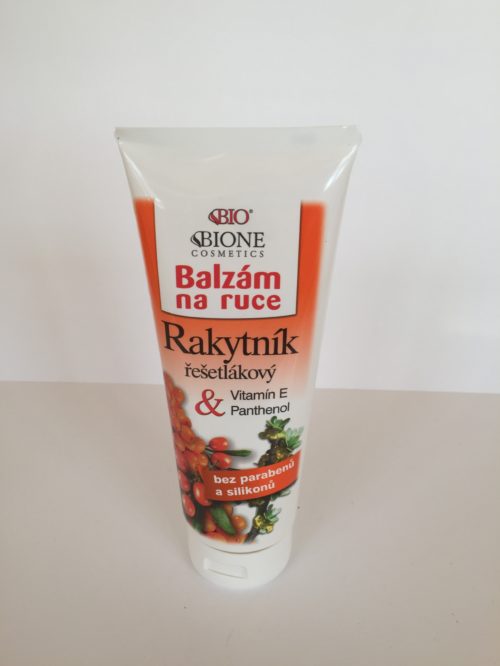 BIO®
BIONE
COSMETICS
Balzám
na ruce
Rakytník
řešetlákový
& Vitamín E
Panthenol
bez parabenů
a silikonů